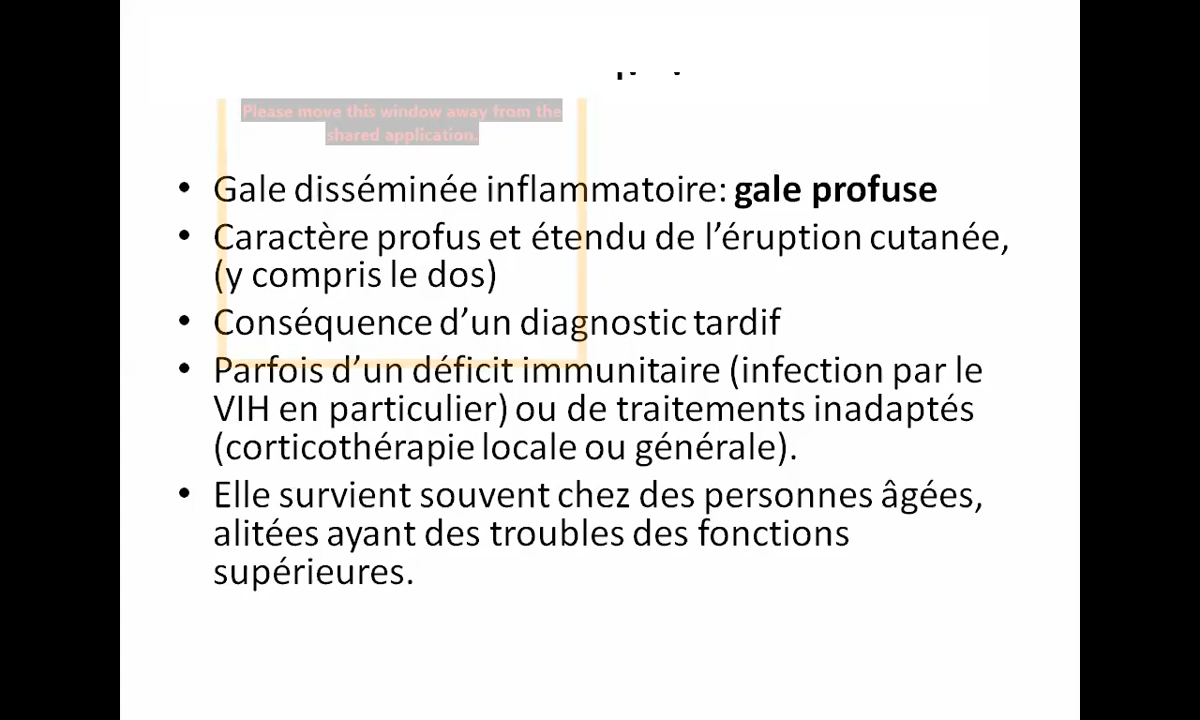 Please move this window away from the
shared application.
• Gale disséminée inflammatoire: gale profuse
• Caractère profus et étendu de l’éruption cutanée,
(y compris le dos)
• Conséquence d’un diagnostic tardif
• Parfois d’un déficit immunitaire (infection par le
VIH en particulier) ou de traitements inadaptés
(corticothérapie locale ou générale).
• Elle survient souvent chez des personnes âgées,
alitées ayant des troubles des fonctions
supérieures.